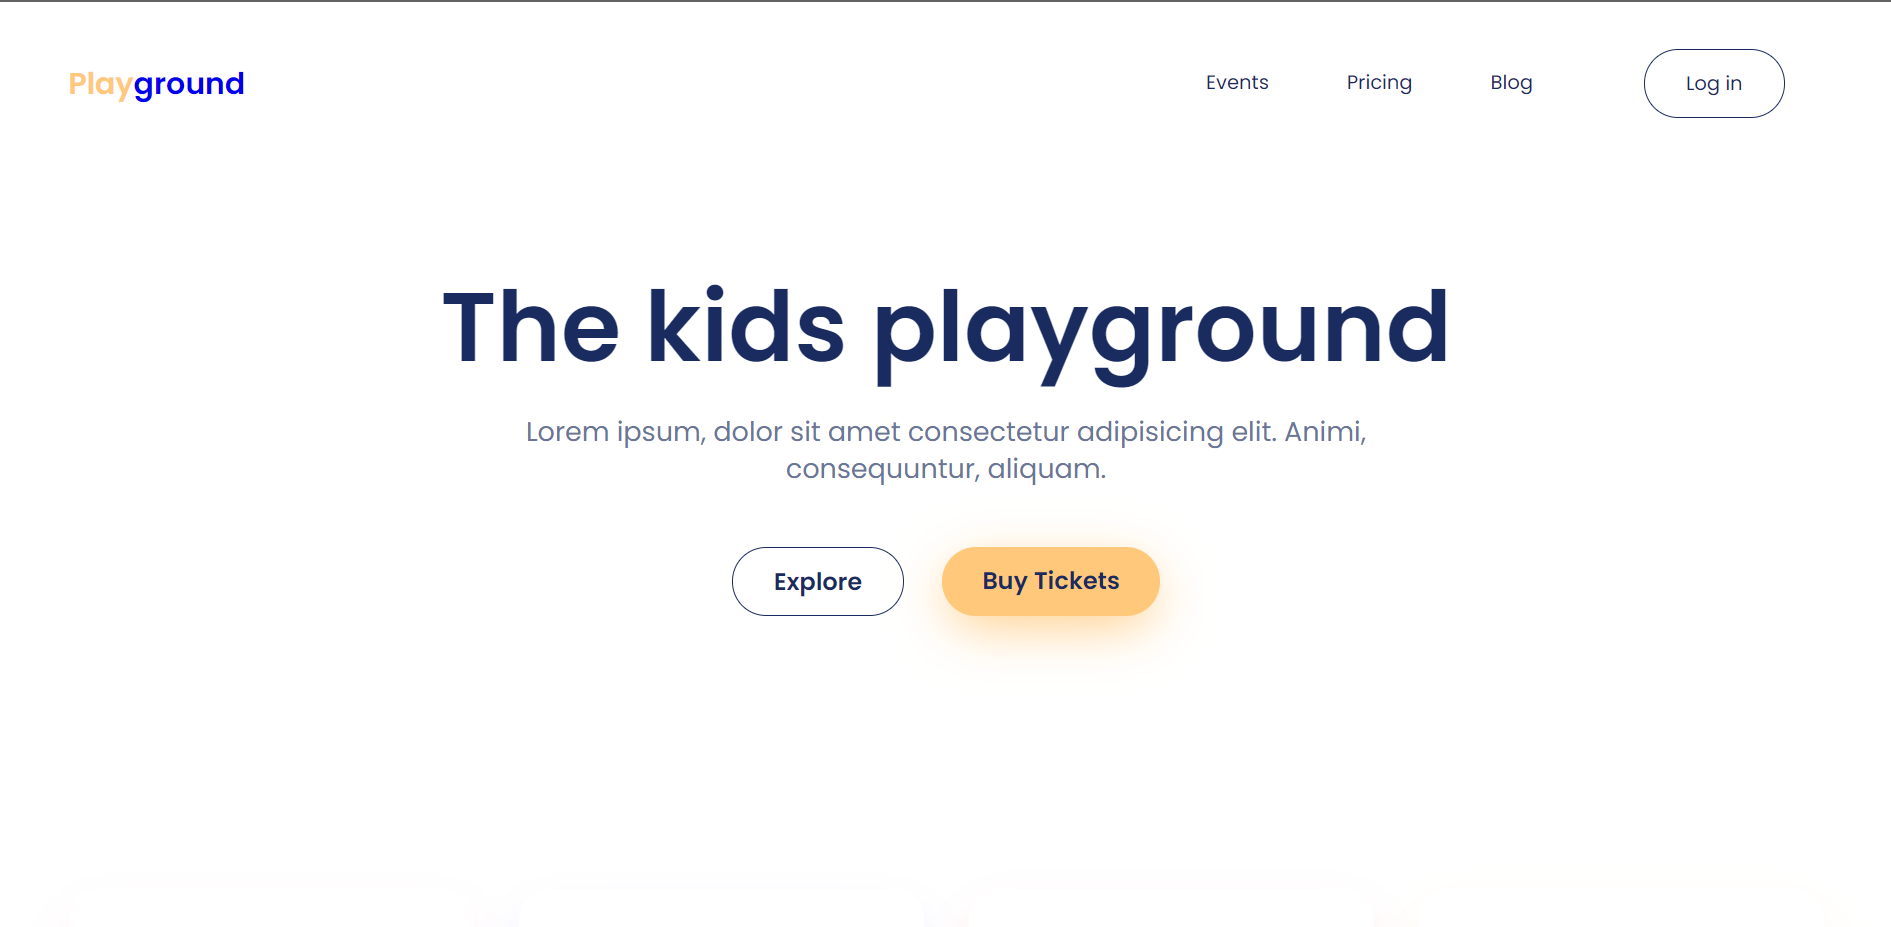 Playground
Events
Pricing
Blog
Log in
The kids playground
Lorem ipsum, dolor sit amet consectetur adipisicing elit. Animi,
consequuntur, aliquam.
Explore
Buy Tickets